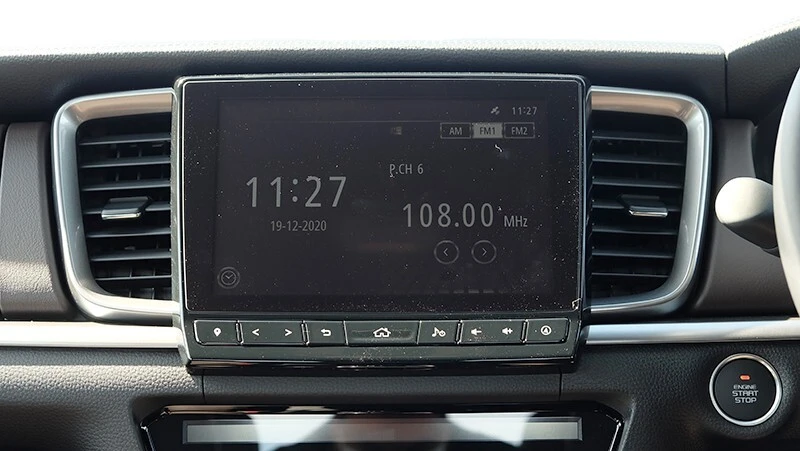 11:27
AM FM1 FM2
P.CH 6
11:27
19-12-2020
108.00 MHz
ENGINE
START
STOP